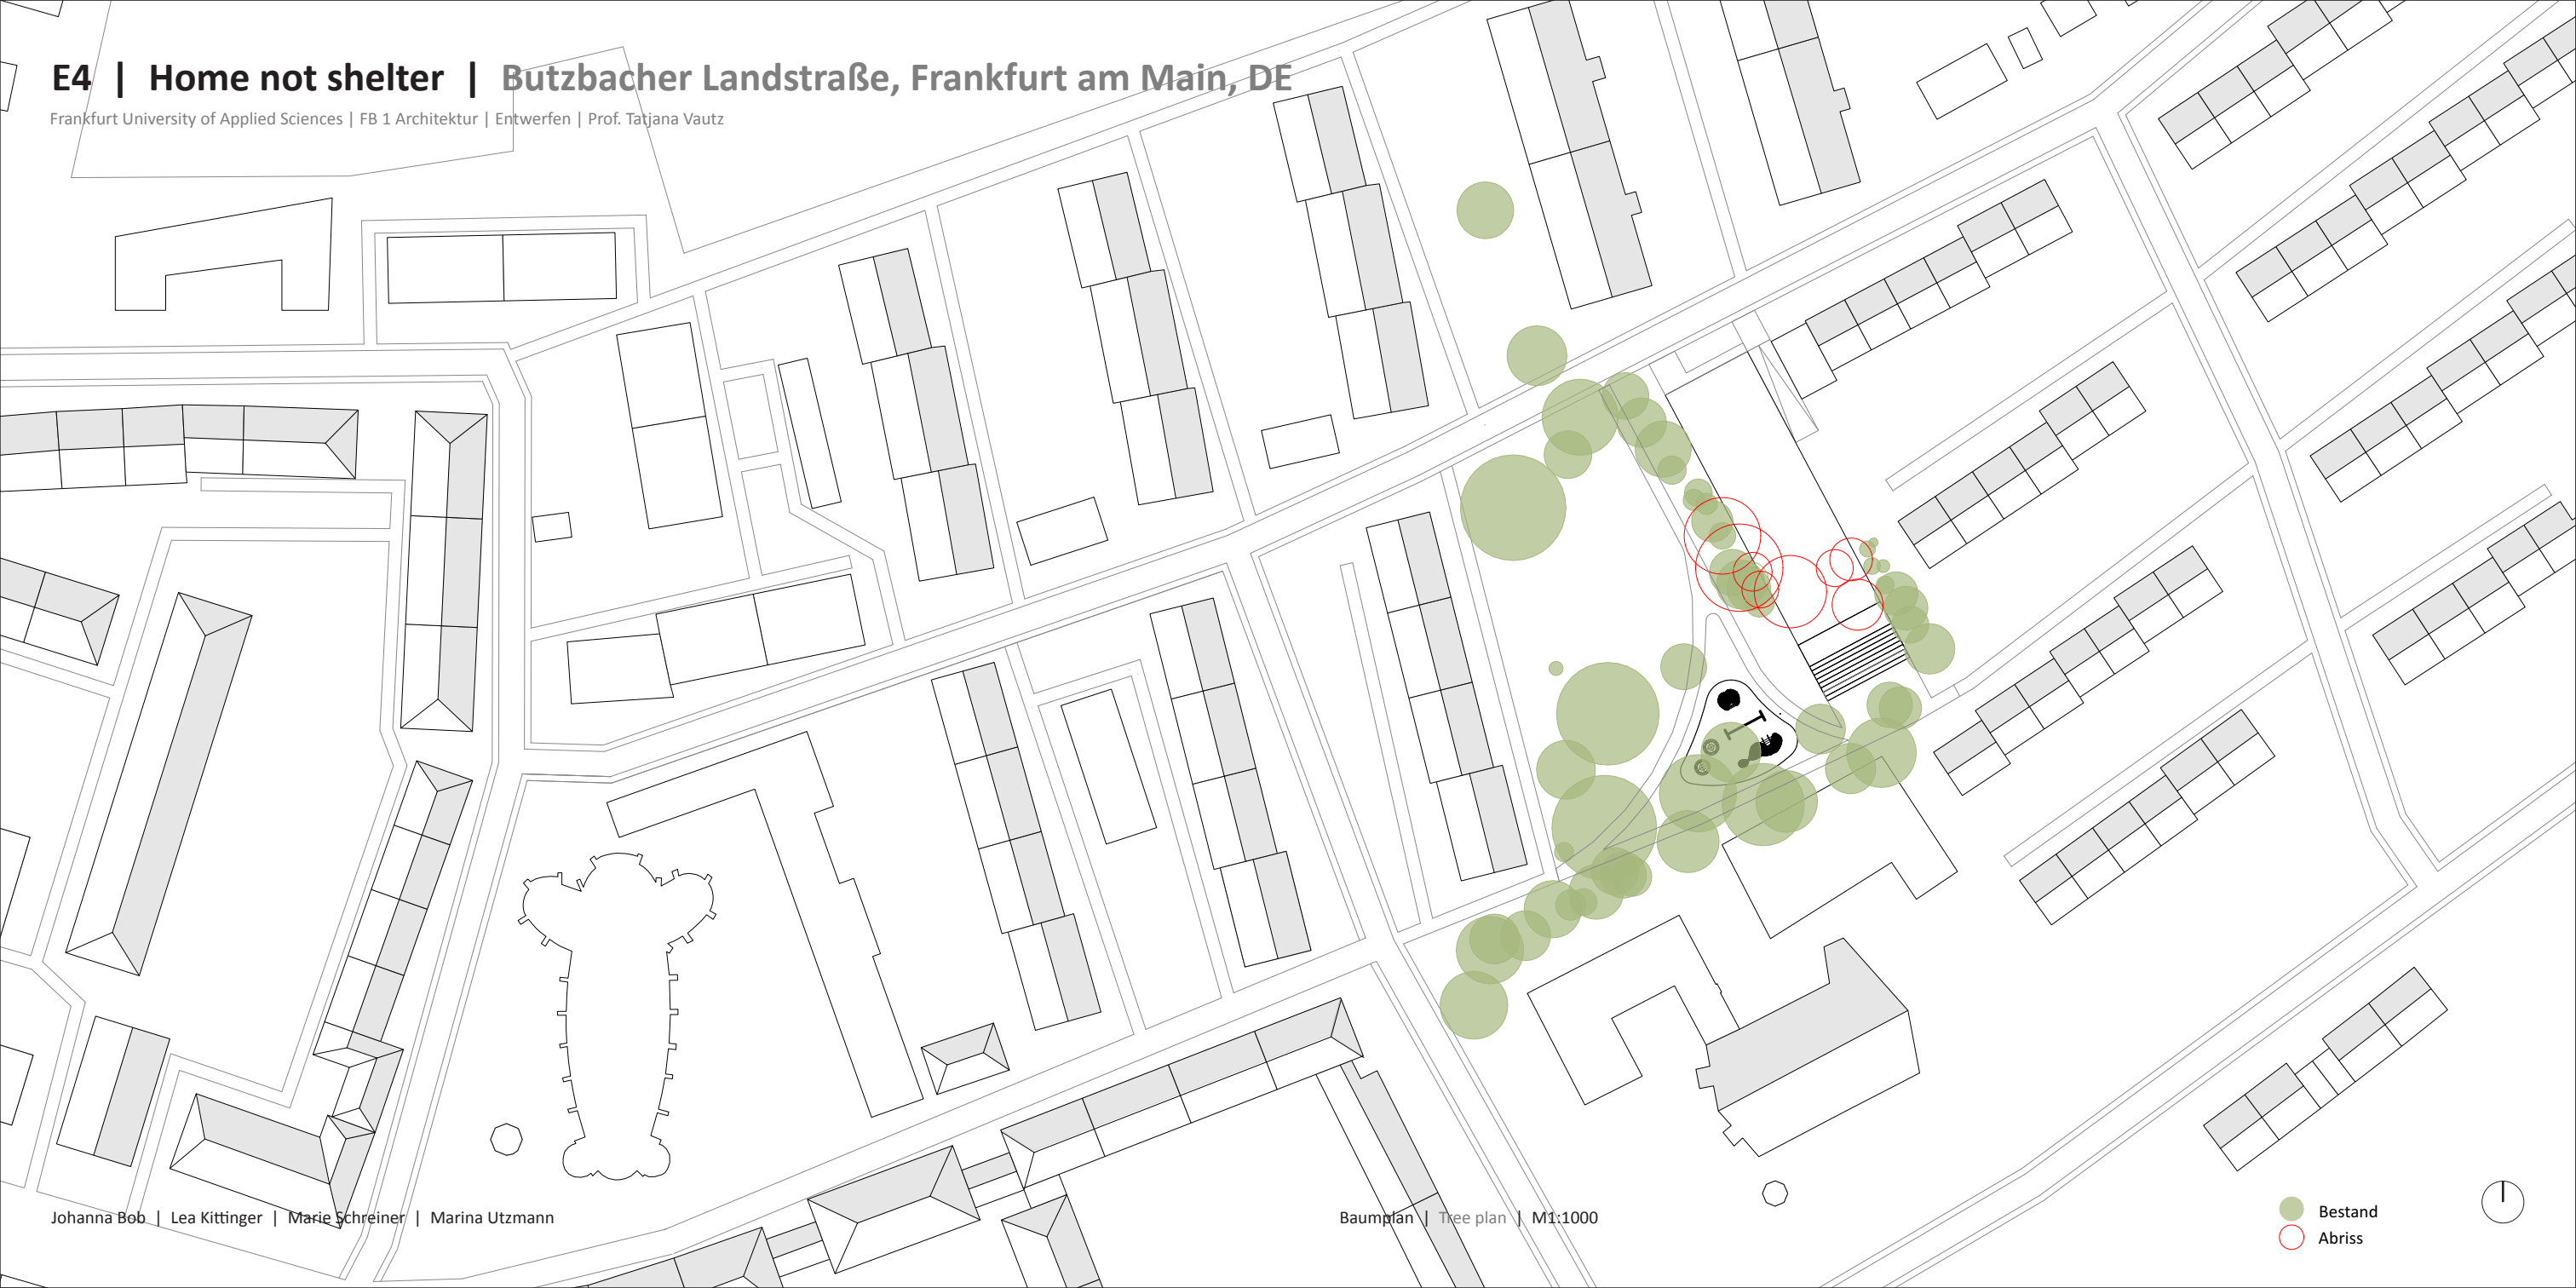 E4 | Home not shelter | Butzbacher Landstraße, Frankfurt am Main, DE
Frankfurt University of Applied Sciences | FB 1 Architektur | Entwerfen | Prof. Tatjana Vautz
Johanna Bob | Lea Kittinger | Marie Schreiner | Marina Utzmann
Baumplan | Tree plan | M1:1000
Bestand
Abriss